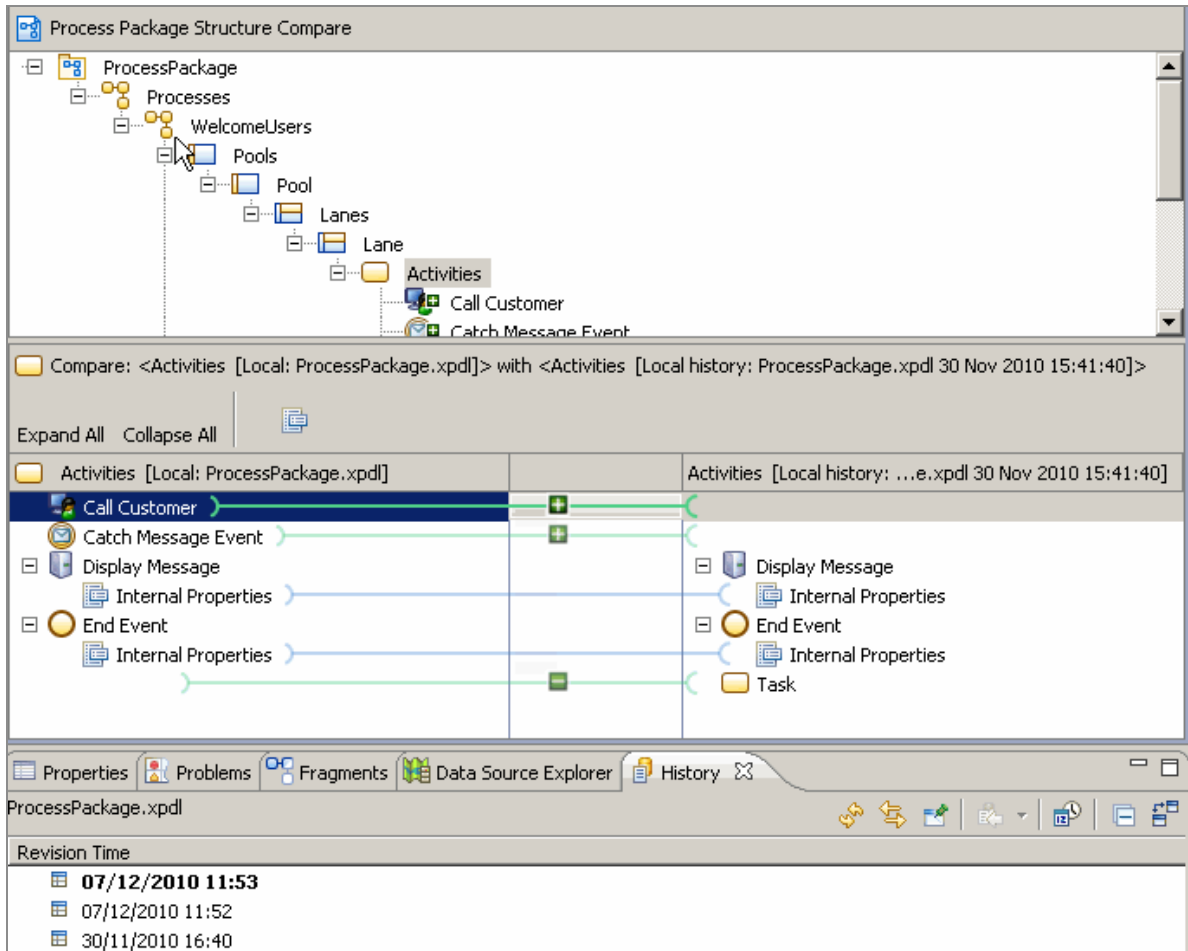 Process Package Structure Compare
ProcessPackage
Processes
WelcomeUsers
Pools
Pool
Lanes
Lane
Activities
Call Customer
Catch Message Event
Compare: <Activities [Local: ProcessPackage.xpdl]> with <Activities [Local history: ProcessPackage.xpdl 30 Nov 2010 15:41:40]>
Expand All Collapse All
Activities [Local: ProcessPackage.xpdl] Activities [Local history: ...e.xpdl 30 Nov 2010 15:41:40]
Call Customer
Catch Message Event
Display Message Display Message
Internal Properties Internal Properties
End Event End Event
Internal Properties Internal Properties
Task
Properties Problems Fragments Data Source Explorer History
ProcessPackage.xpdl
Revision Time
07/12/2010 11:53
07/12/2010 11:52
30/11/2010 16:40